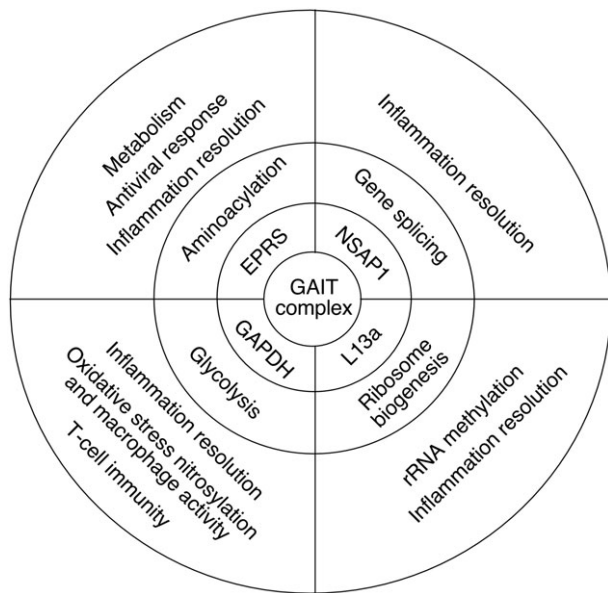 Metabolism
Antiviral response
Inflammation resolution
Aminoacylation
EPRS
Inflammation resolution
Gene splicing
NSAP1
GAIT
complex
GAPDH
Glycolysis
Inflammation resolution
Oxidative stress nitrosylation
and macrophage activity
T-cell immunity
L13a
Ribosome
biogenesis
rRNA methylation
Inflammation resolution